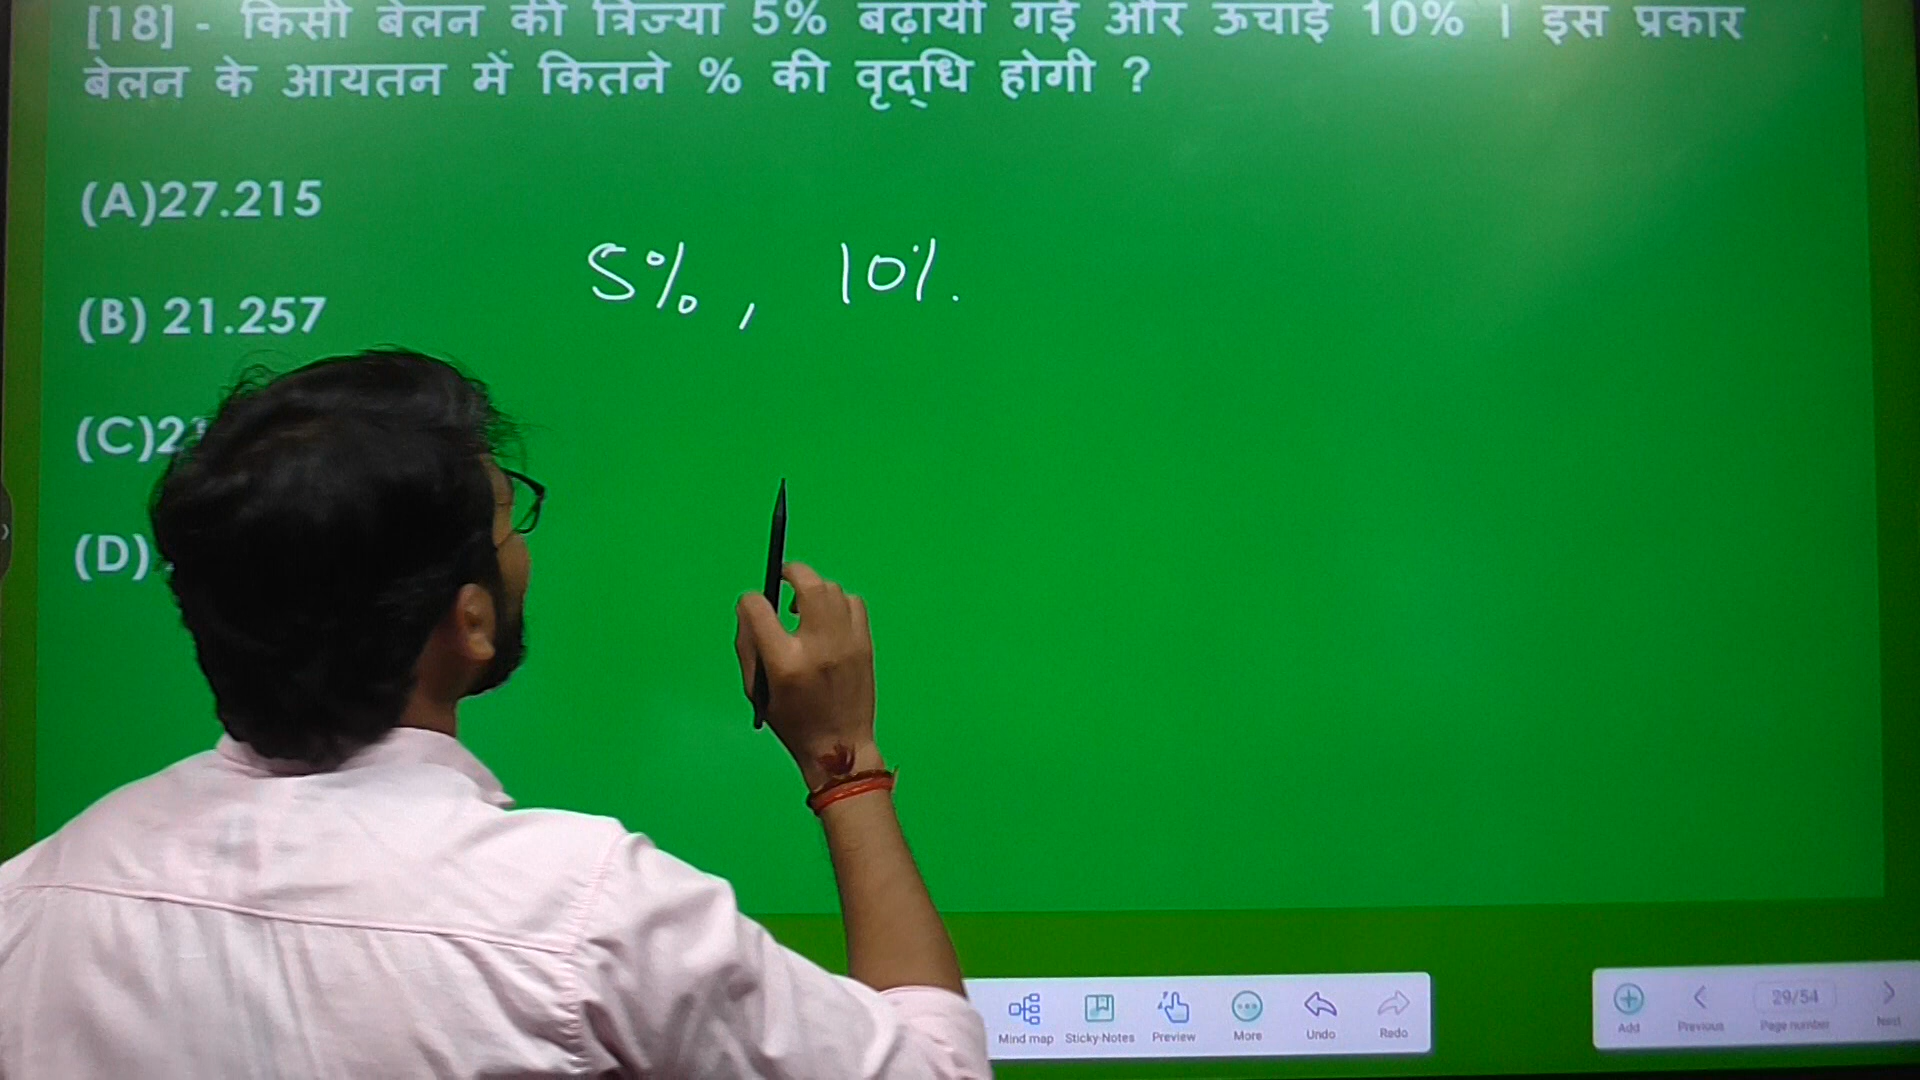 [18] - किसी बेलन की त्रिज्या 5% बढ़ायी गई और ऊचाई 10% । इस प्रकार
बेलन के आयतन में कितने % की वृद्धि होगी ?
(A)27.215
5%, 10%.
(B) 21.257
(C)2
(D)
Mind map Sticky Notes Preview More Undo Redo
Add Previous 29/54 Page number Next